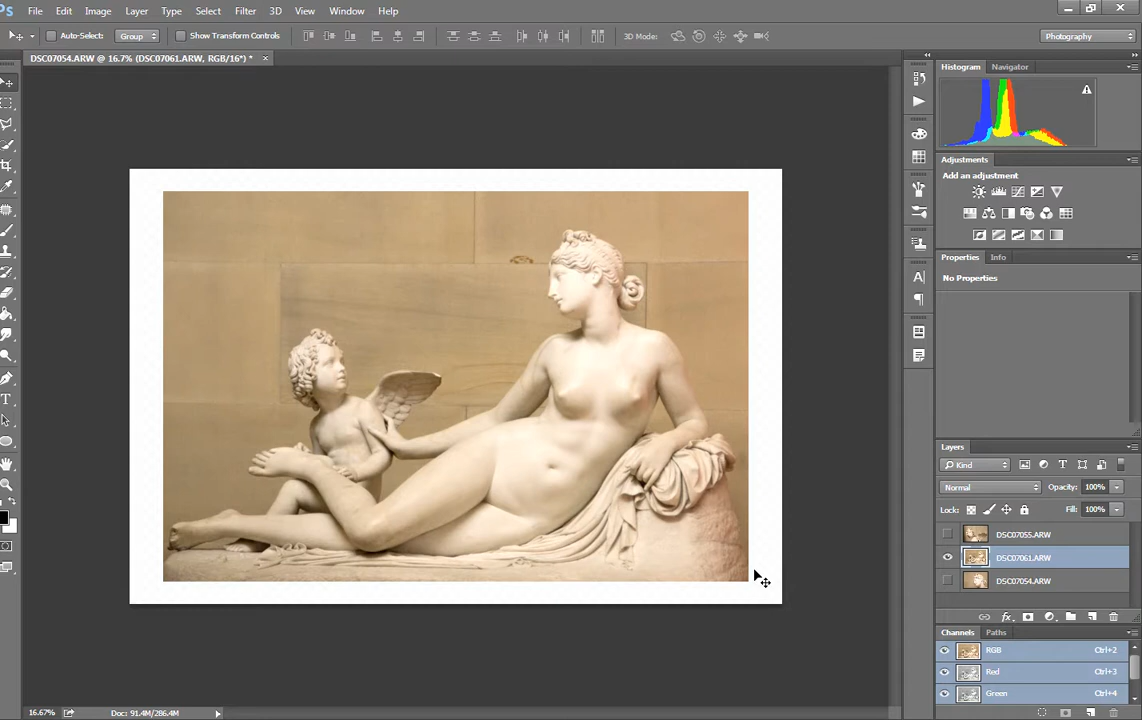 Ps File Edit Image Layer Type Select Filter 3D View Window Help
Auto-Select: Group Show Transform Controls 3D Mode: Photography
DSC07054.ARW @ 16.7% (DSC07061.ARW, RGB/16*) * ×
Histogram Navigator
Adjustments
Add an adjustment
Properties Info
No Properties
Layers
Kind
Normal Opacity: 100%
Lock: Fill: 100%
DSC07055.ARW
DSC07061.ARW
DSC07054.ARW
fx
Channels Paths
RGB Ctrl+2
Red Ctrl+3
Green Ctrl+4
16.67% Doc: 91.4M/286.4M